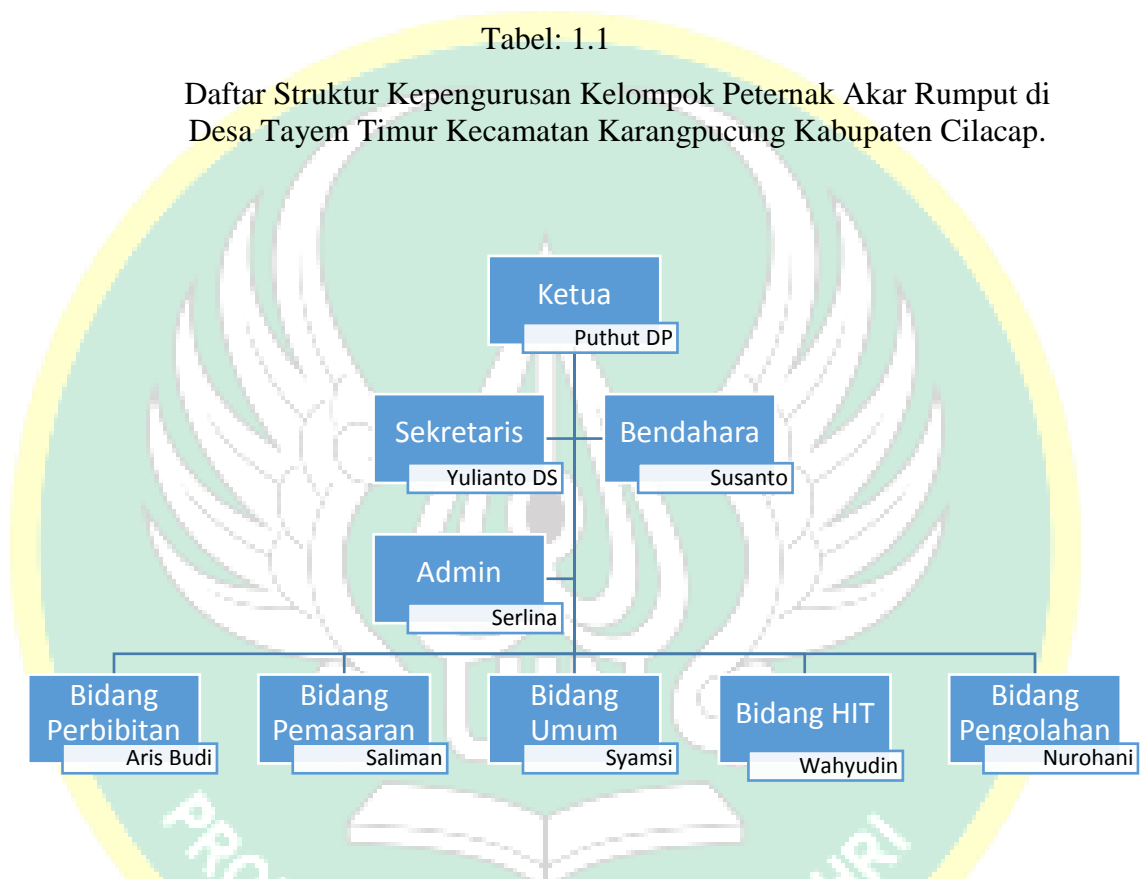 Tabel: 1.1
Daftar Struktur Kepengurusan Kelompok Peternak Akar Rumput di
Desa Tayem Timur Kecamatan Karangpucung Kabupaten Cilacap.
Ketua
Puthut DP
Sekretaris
Yulianto DS
Bendahara
Susanto
Admin
Serlina
Bidang
Perbibitan
Aris Budi
Bidang
Pemasaran
Saliman
Bidang
Umum
Syamsi
Bidang HIT
Wahyudin
Bidang
Pengolahan
Nurohani